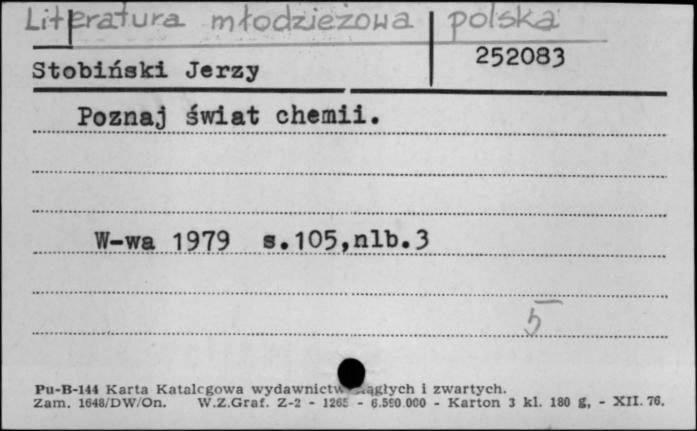 Literatura młodzieżowa polska
252083
Stobiński Jerzy
Poznaj świat chemii.
W-wa 1979 s.105,nlb.3
5
Pu-B-144 Karta Katalcgowa wydawnictw ciągłych i zwartych.
Zam. 1648/DW/On. W.Z.Graf. Z-2 - 1265 - 6.590.000 - Karton 3 kl. 180 g, - XII. 76.